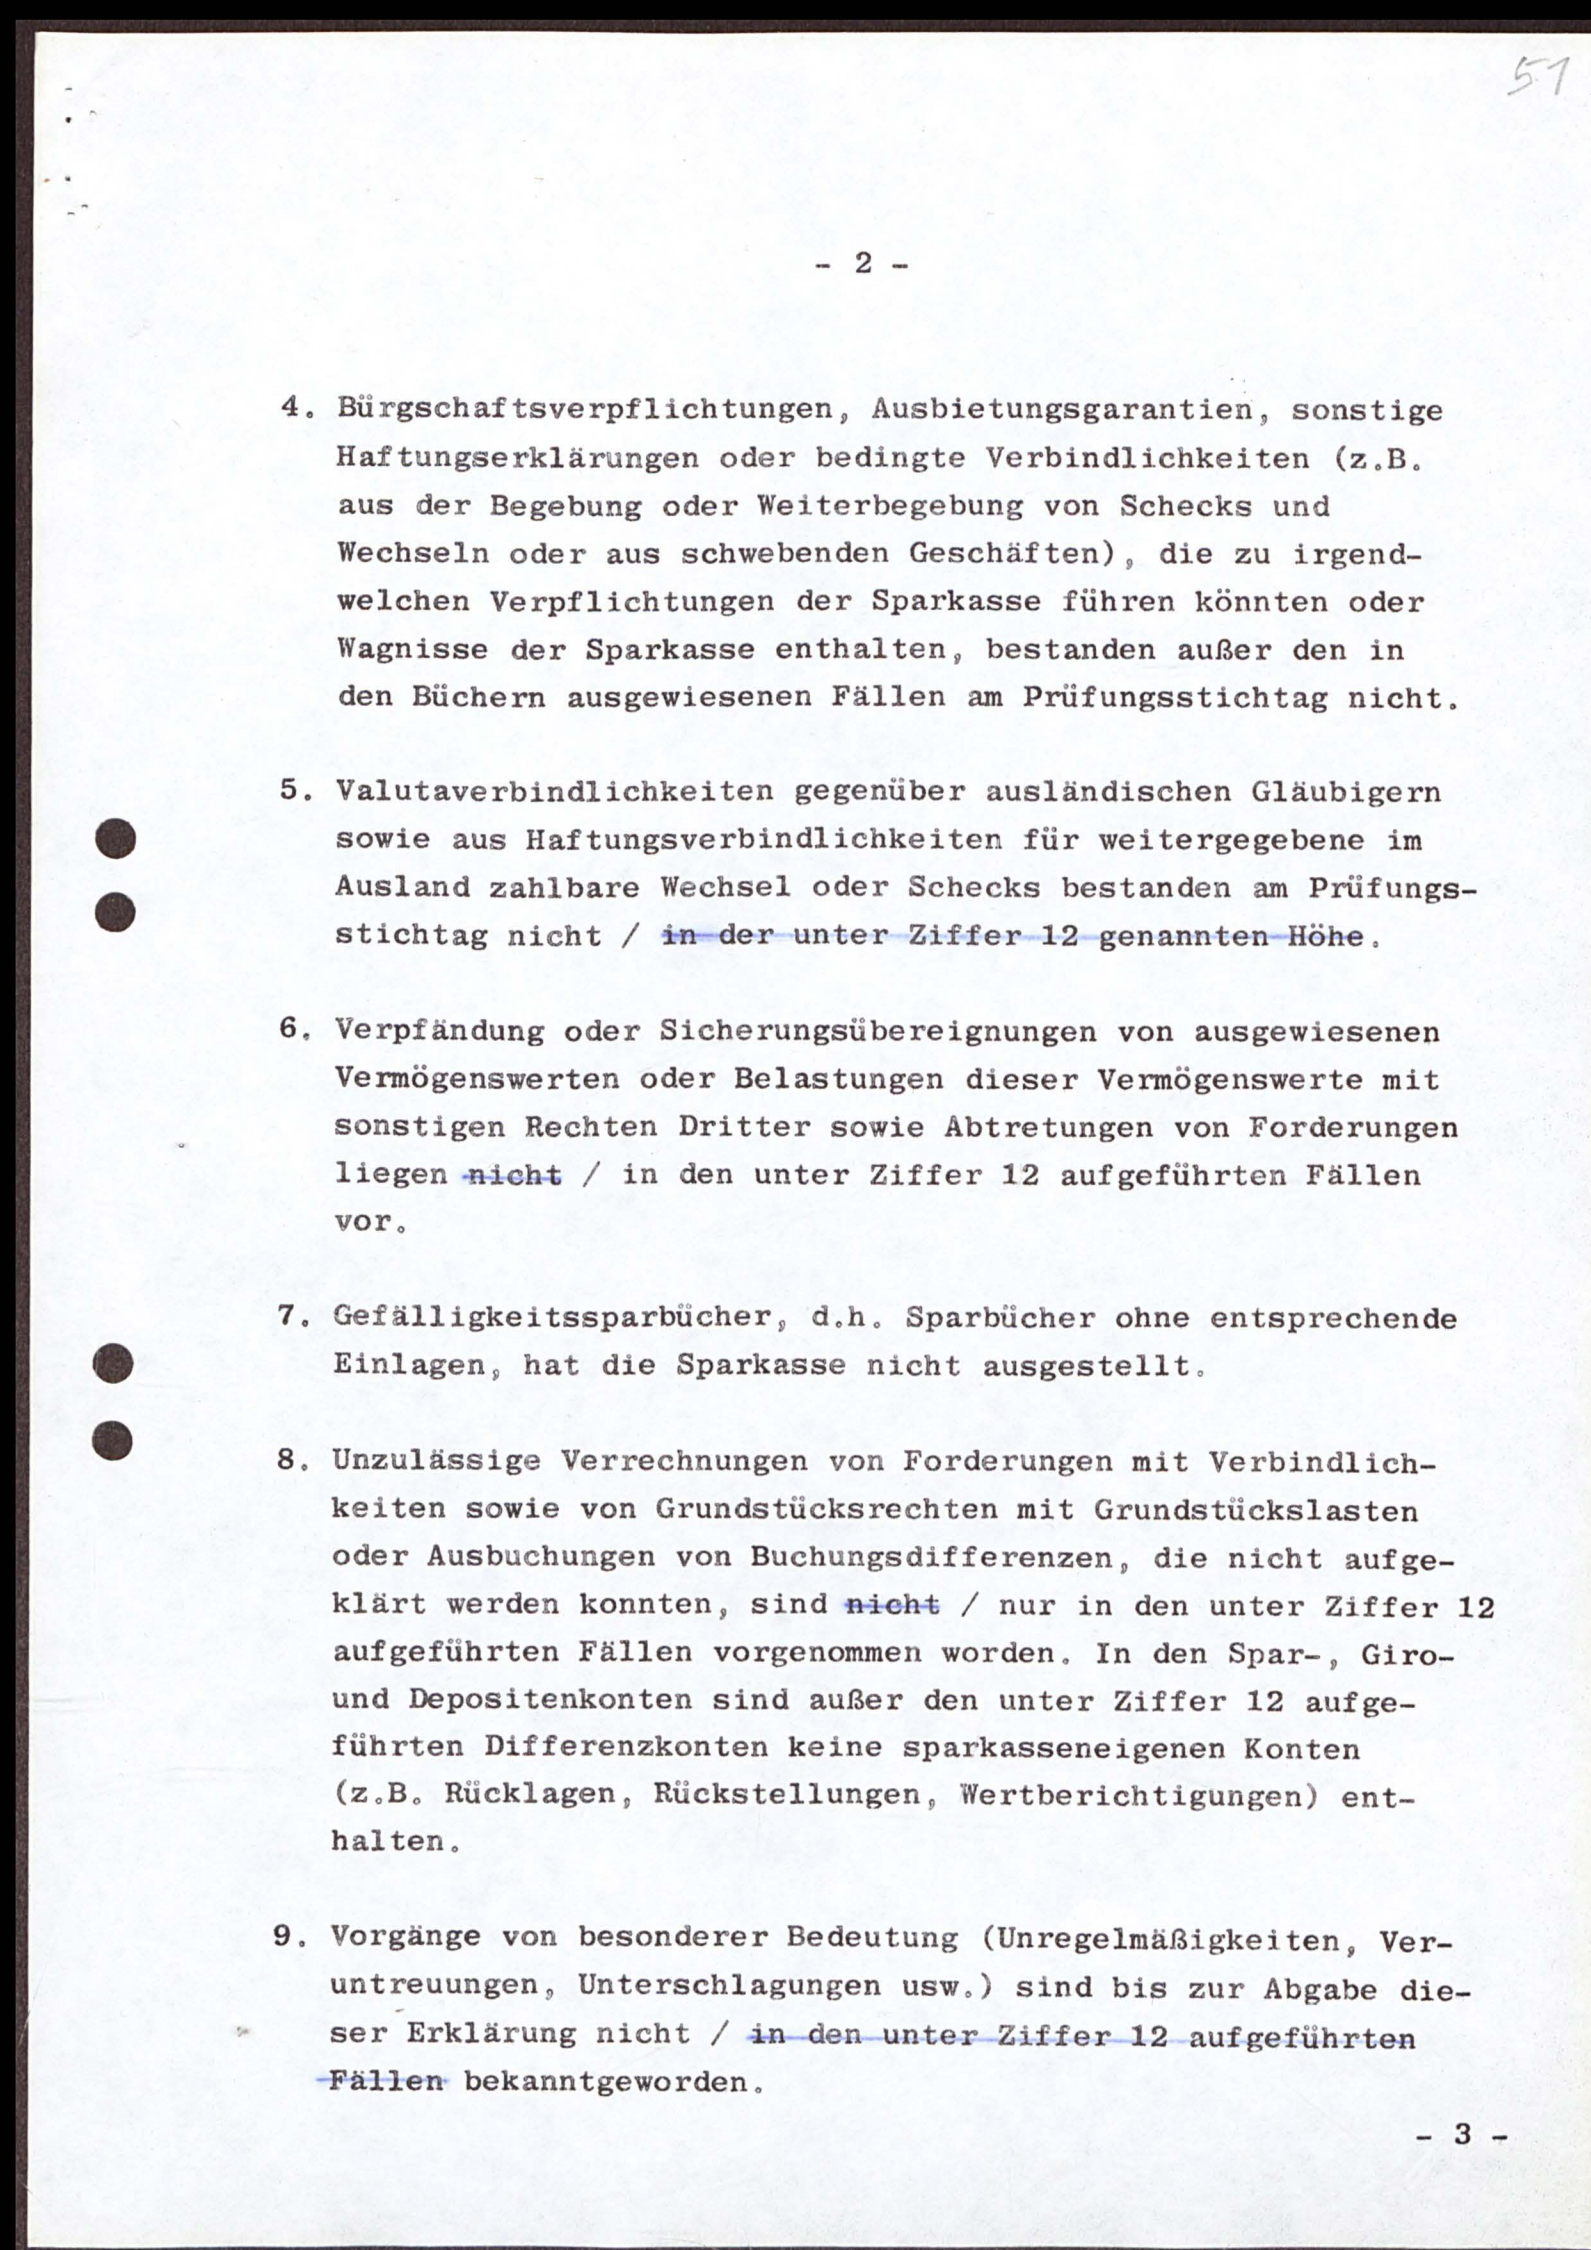 51
- 2 -
4. Bürgschaftsverpflichtungen, Ausbietungsgarantien, sonstige
Haftungserklärungen oder bedingte Verbindlichkeiten (z.B.
aus der Begebung oder Weiterbegebung von Schecks und
Wechseln oder aus schwebenden Geschäften), die zu irgend-
welchen Verpflichtungen der Sparkasse führen könnten oder
Wagnisse der Sparkasse enthalten, bestanden außer den in
den Büchern ausgewiesenen Fällen am Prüfungsstichtag nicht.
5. Valutaverbindlichkeiten gegenüber ausländischen Gläubigern
sowie aus Haftungsverbindlichkeiten für weitergegebene im
Ausland zahlbare Wechsel oder Schecks bestanden am Prüfungs-
stichtag nicht / in der unter Ziffer 12 genannten Höhe.
6. Verpfändung oder Sicherungsübereignungen von ausgewiesenen
Vermögenswerten oder Belastungen dieser Vermögenswerte mit
sonstigen Rechten Dritter sowie Abtretungen von Forderungen
liegen nicht / in den unter Ziffer 12 aufgeführten Fällen
vor.
7. Gefälligkeitssparbücher, d.h. Sparbücher ohne entsprechende
Einlagen, hat die Sparkasse nicht ausgestellt.
8. Unzulässige Verrechnungen von Forderungen mit Verbindlich-
keiten sowie von Grundstücksrechten mit Grundstückslasten
oder Ausbuchungen von Buchungsdifferenzen, die nicht aufge-
klärt werden konnten, sind nicht / nur in den unter Ziffer 12
aufgeführten Fällen vorgenommen worden. In den Spar-, Giro-
und Depositenkonten sind außer den unter Ziffer 12 aufge-
führten Differenzkonten keine sparkasseneigenen Konten
(z.B. Rücklagen, Rückstellungen, Wertberichtigungen) ent-
halten.
9. Vorgänge von besonderer Bedeutung (Unregelmäßigkeiten, Ver-
untreuungen, Unterschlagungen usw.) sind bis zur Abgabe die-
ser Erklärung nicht / in den unter Ziffer 12 aufgeführten
Fällen bekanntgeworden.
- 3 -